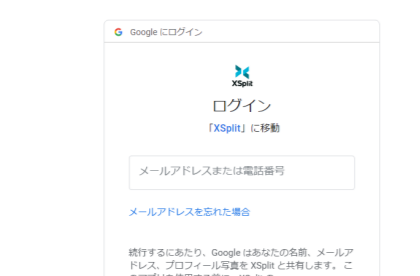 Google にログイン
XSplit
ログイン
「XSplit」に移動
メールアドレスまたは電話番号
メールアドレスを忘れた場合
続行するにあたり、Google はあなたの名前、メールア
ドレス、プロフィール写真を XSplit と共有します。こ